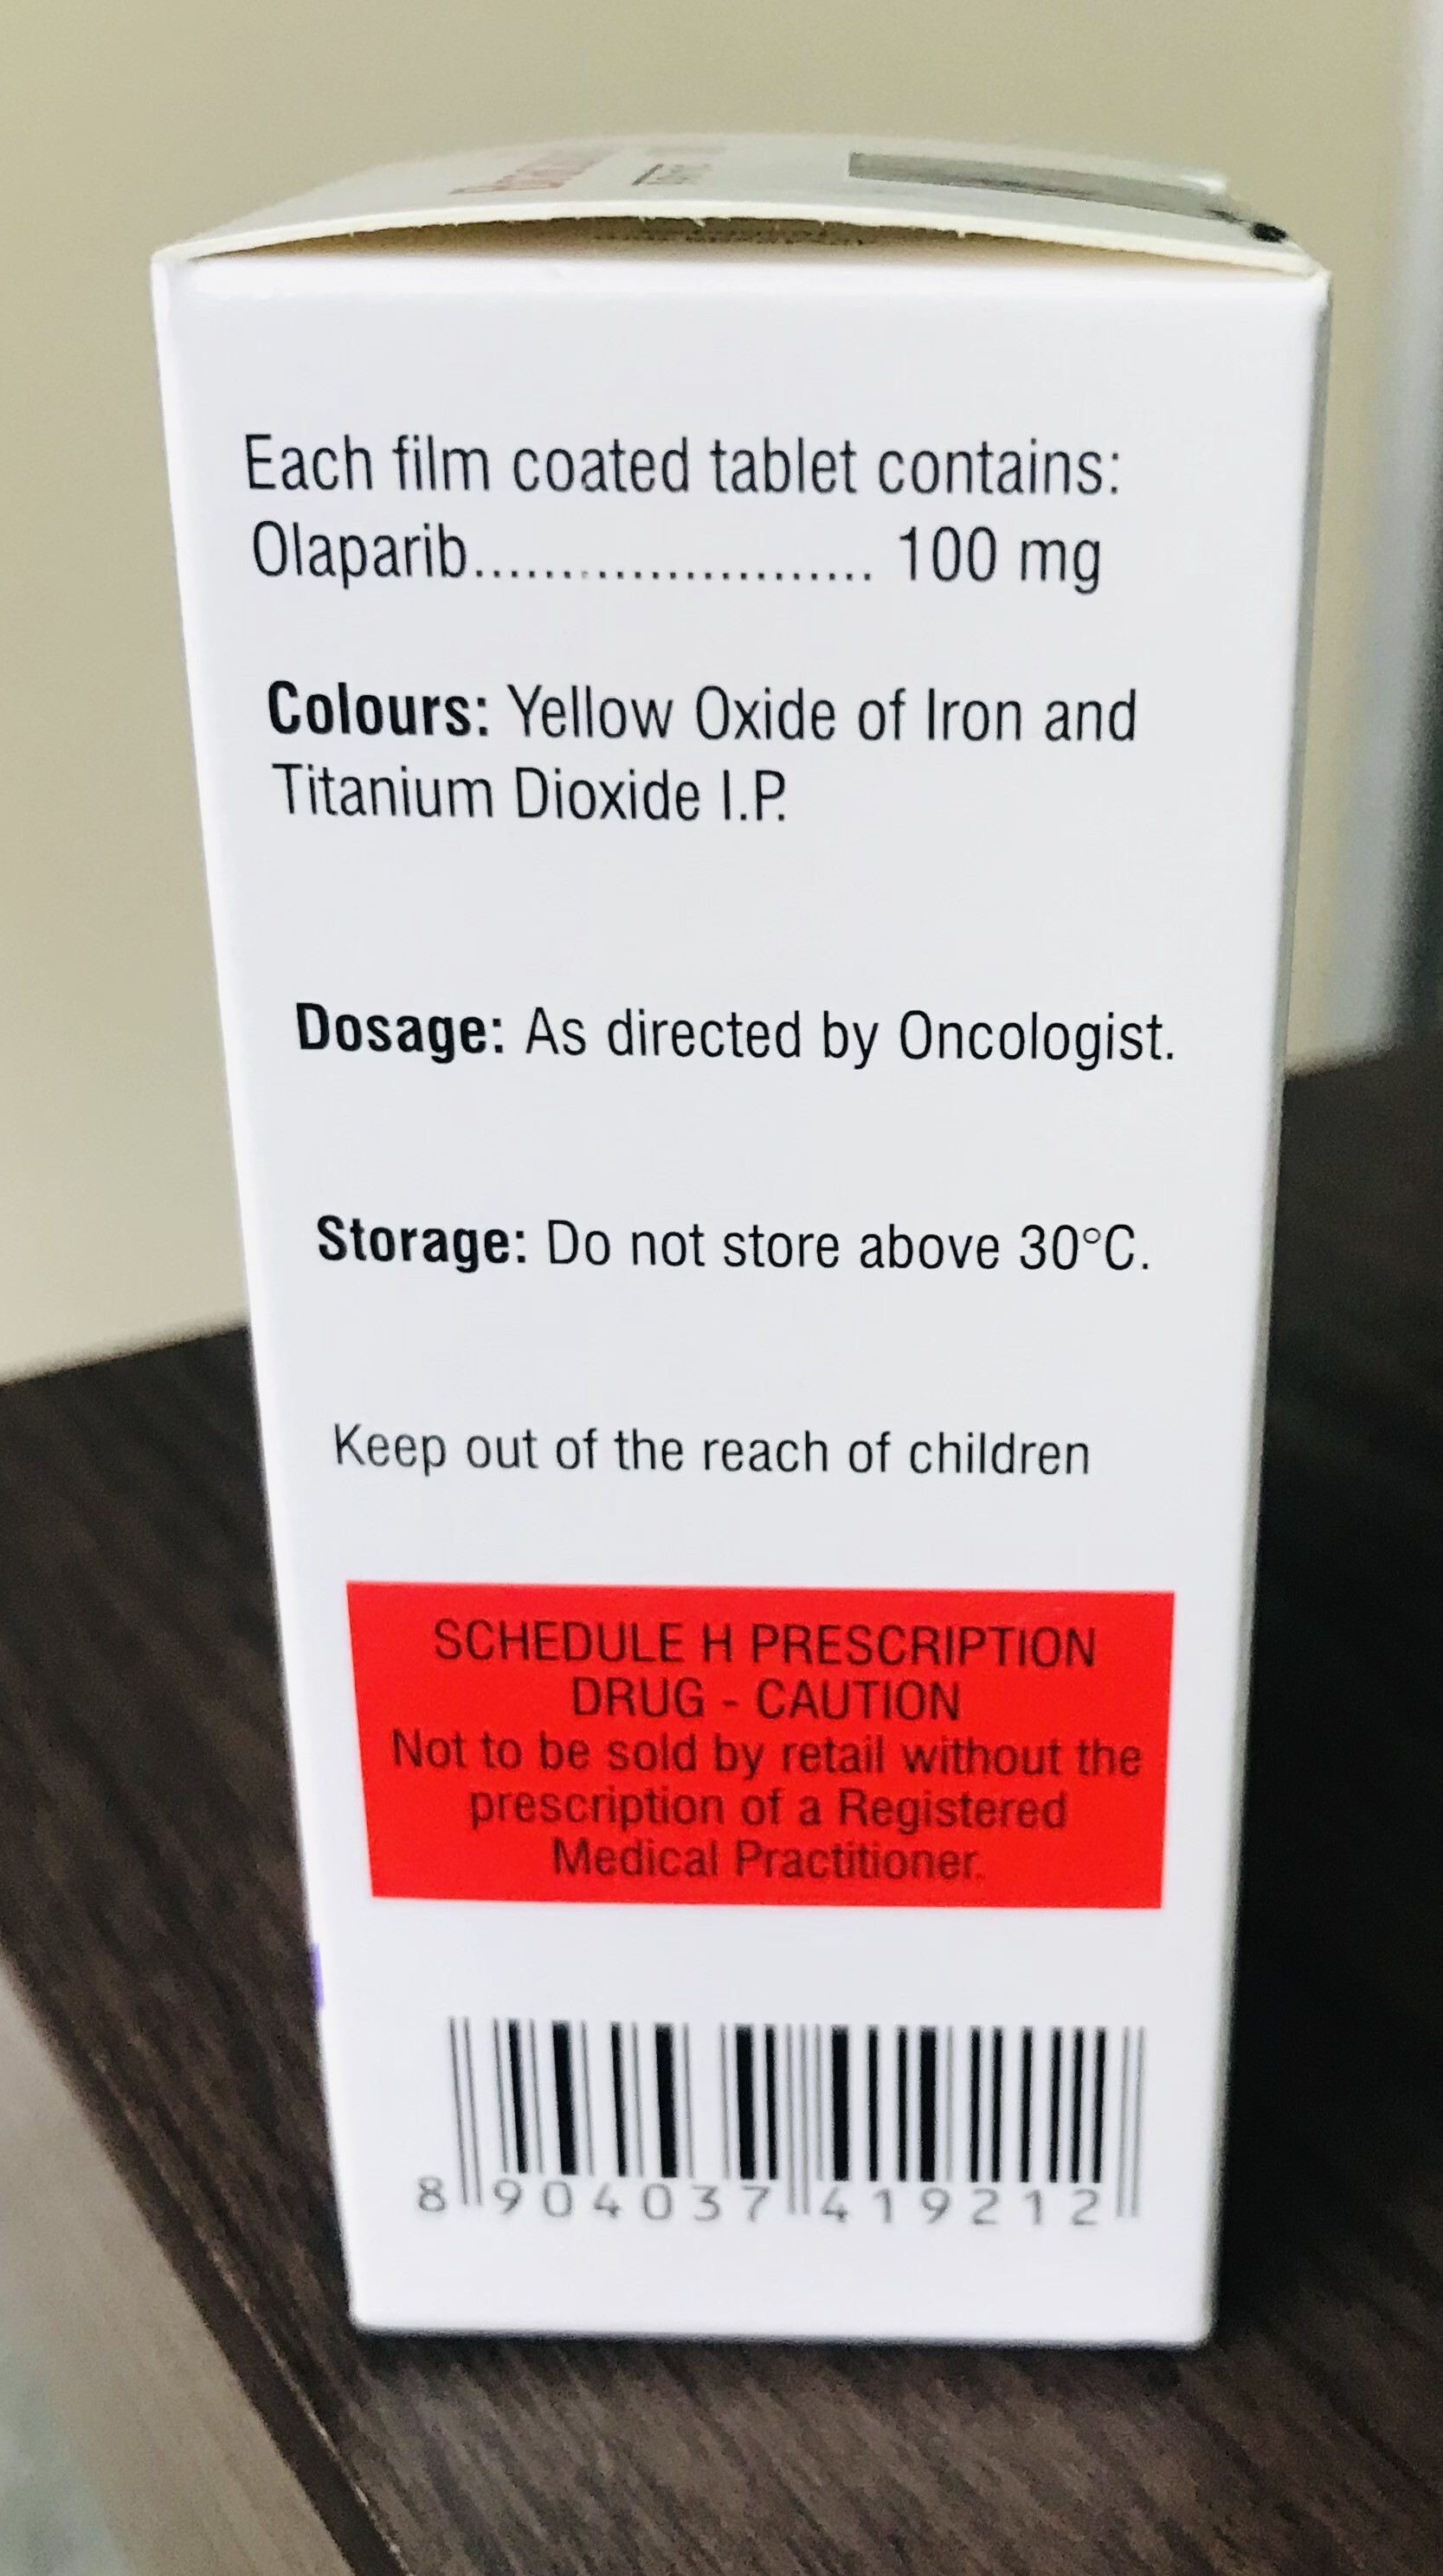 Each film coated tablet contains:
Olaparib....................... 100 mg
Colours: Yellow Oxide of Iron and
Titanium Dioxide I.P.
Dosage: As directed by Oncologist.
Storage: Do not store above 30°C.
Keep out of the reach of children
SCHEDULE H PRESCRIPTION
DRUG - CAUTION
Not to be sold by retail without the
prescription of a Registered
Medical Practitioner.
8 904037 419212